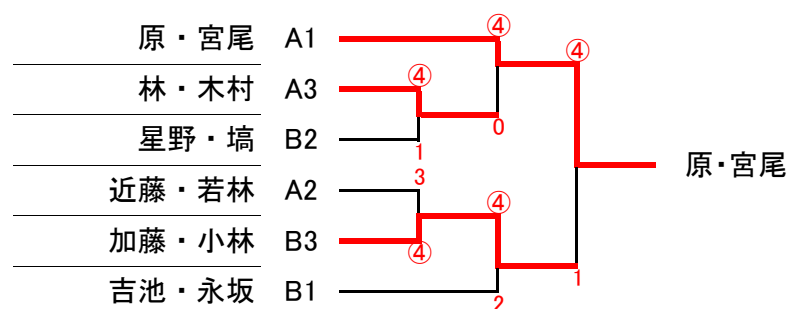 原・宮尾 A1 ④ ④
林・木村 A3 ④
0
星野・塙 B2 1
3
近藤・若林 A2 ④
原・宮尾
加藤・小林 B3 ④
1
吉池・永坂 B1 2